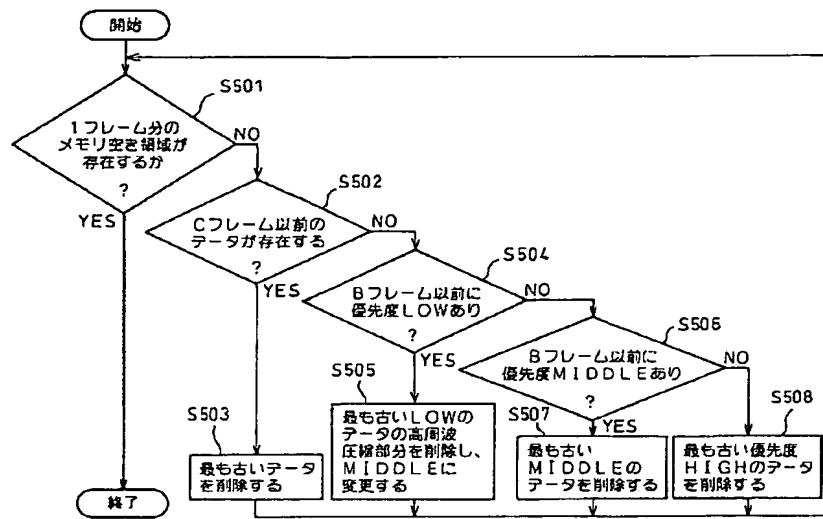 開始
S501
1フレーム分の
メモリ空き領域が
存在するか
?
NO
YES
S502
Cフレーム以前の
データが存在する
?
NO
YES
S504
Bフレーム以前に
優先度LOWあり
?
NO
YES
S506
Bフレーム以前に
優先度MIDDLEあり
?
NO
YES
S503
最も古いデータ
を削除する
S505
最も古いLOWの
データの高周波
圧縮部分を削除し、
MIDDLEに
変更する
S507
最も古い
MIDDLEの
データを削除する
S508
最も古い優先度
HIGHのデータ
を削除する
終了